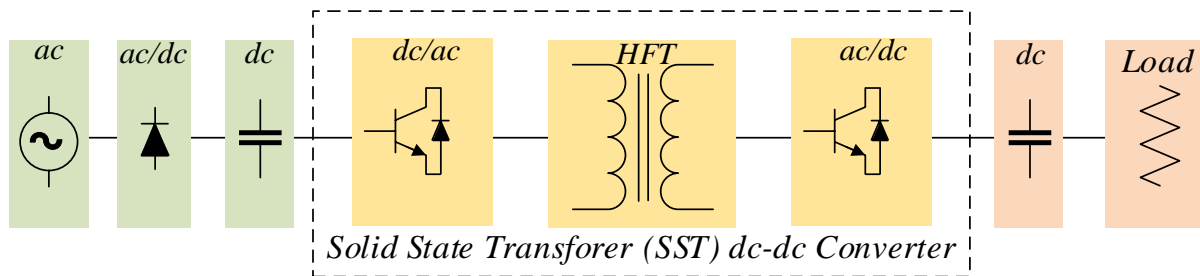 ac
ac/dc
dc
dc/ac
HFT
ac/dc
dc
Load
Solid State Transforer (SST) dc-dc Converter